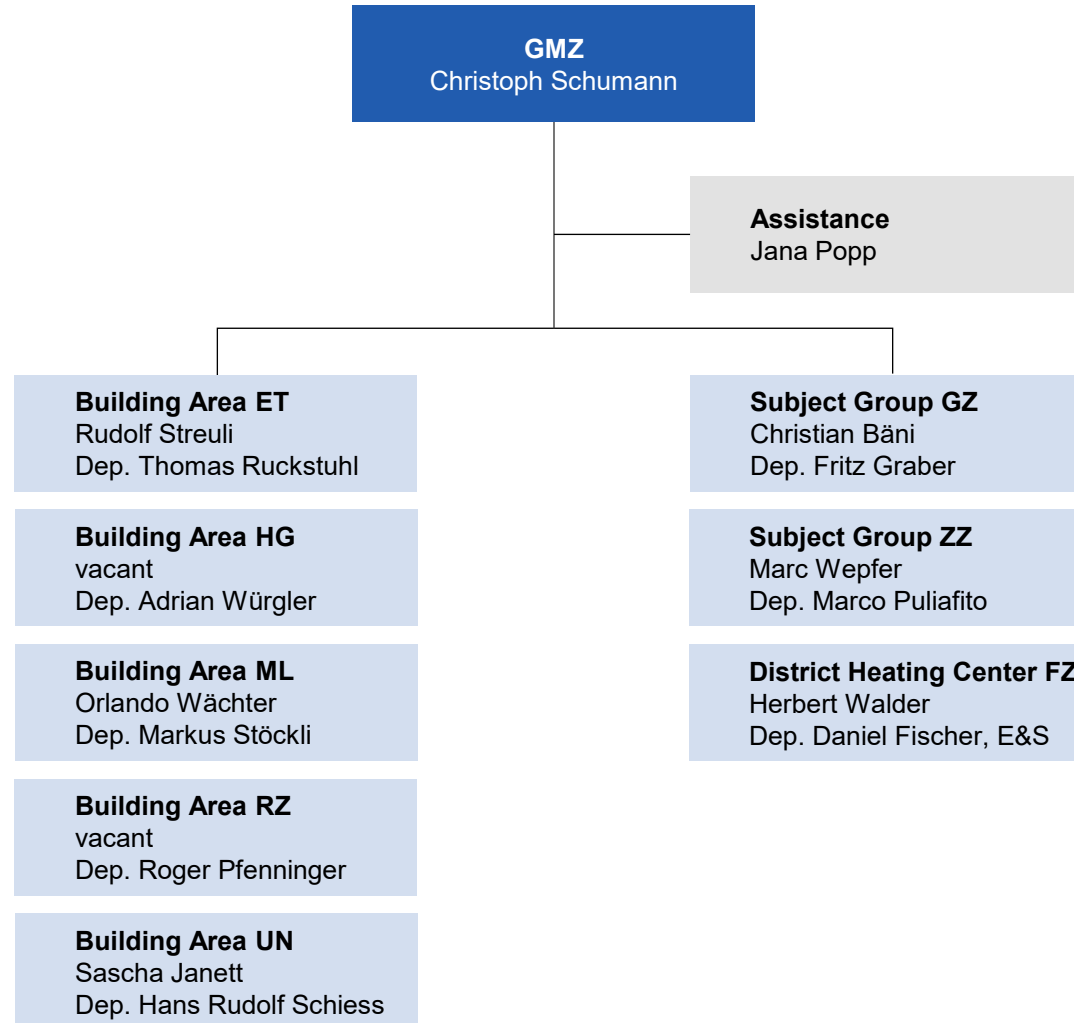 GMZ
Christoph Schumann
Assistance
Jana Popp
Building Area ET
Rudolf Streuli
Dep. Thomas Ruckstuhl
Building Area HG
vacant
Dep. Adrian Würgler
Building Area ML
Orlando Wächter
Dep. Markus Stöckli
Building Area RZ
vacant
Dep. Roger Pfenninger
Building Area UN
Sascha Janett
Dep. Hans Rudolf Schiess
Subject Group GZ
Christian Bäni
Dep. Fritz Graber
Subject Group ZZ
Marc Wepfer
Dep. Marco Puliafito
District Heating Center FZ
Herbert Walder
Dep. Daniel Fischer, E&S